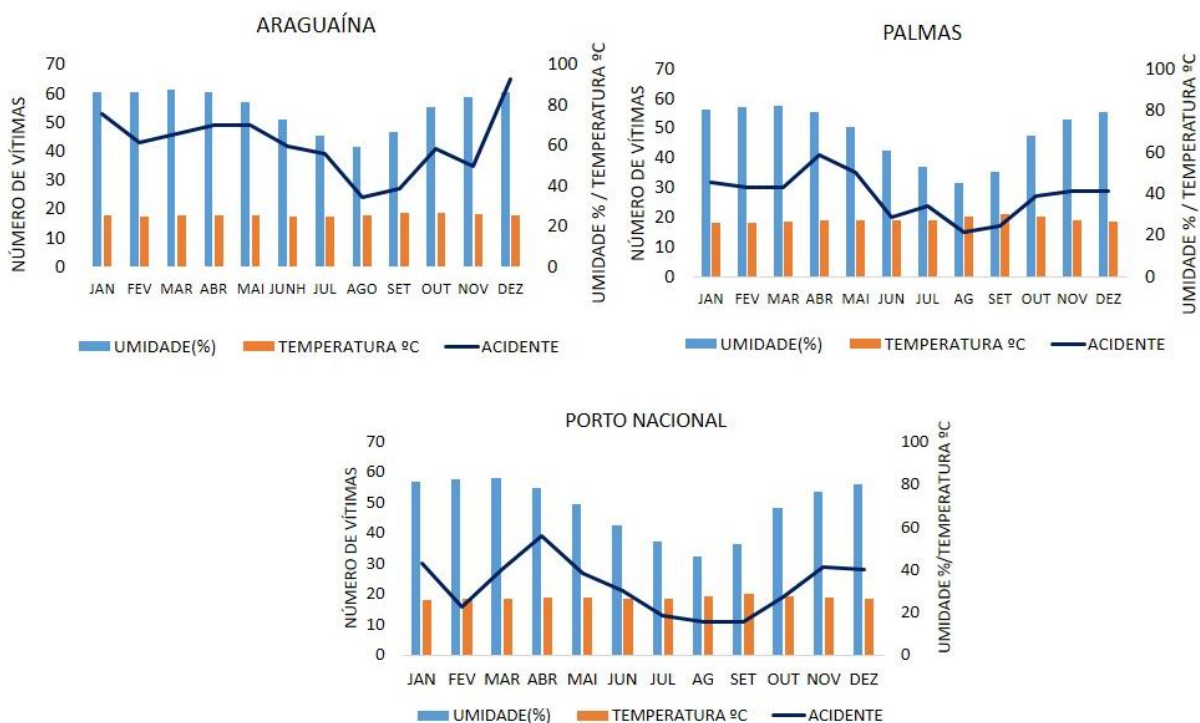 ARAGUAÍNA
NÚMERO DE VÍTIMAS
70
60
50
40
30
20
10
0
100
80
60
40
20
0
UMIDADE % / TEMPERATURA ºC
JAN FEV MAR ABR MAI JUNH JUL AGO SET OUT NOV DEZ
UMIDADE(%) TEMPERATURA ºC ACIDENTE
PALMAS
NÚMERO DE VÍTIMAS
70
60
50
40
30
20
10
0
100
80
60
40
20
0
UMIDADE % / TEMPERATURA ºC
JAN FEV MAR ABR MAI JUN JUL AG SET OUT NOV DEZ
UMIDADE(%) TEMPERATURA ºC ACIDENTE
PORTO NACIONAL
NÚMERO DE VÍTIMAS
70
60
50
40
30
20
10
0
100
80
60
40
20
0
UMIDADE %/TEMPERATURA ºC
JAN FEV MAR ABR MAI JUN JUL AG SET OUT NOV DEZ
UMIDADE(%) TEMPERATURA ºC ACIDENTE